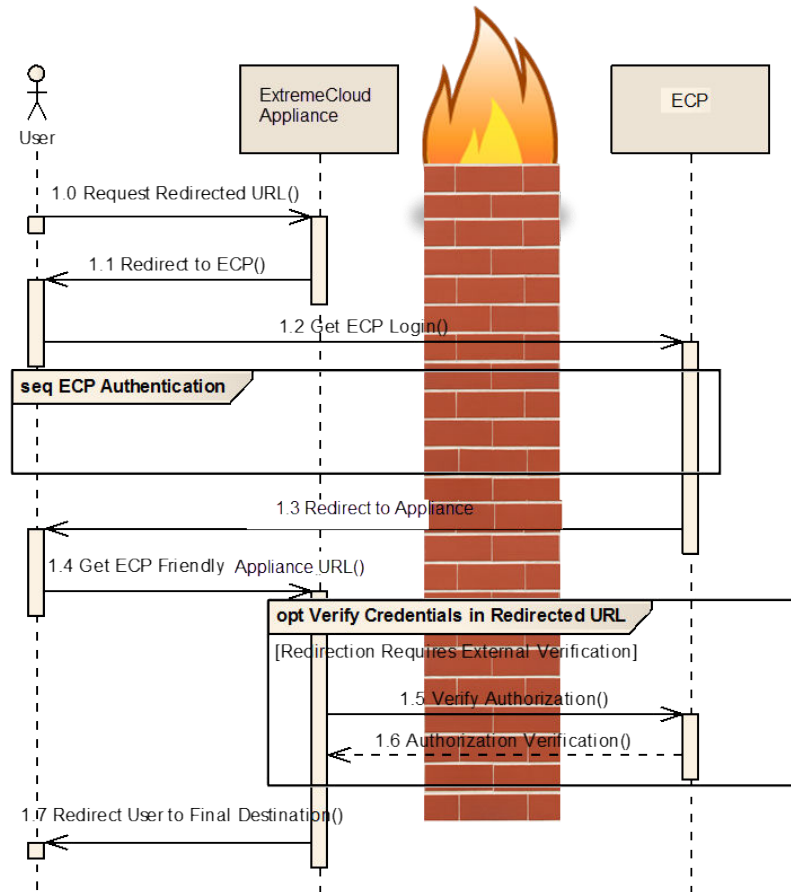 ExtremeCloud
Appliance
ECP
User
1.0 Request Redirected URL()
1.1 Redirect to ECP()
1.2 Get ECP Login()
seq ECP Authentication
1.3 Redirect to Appliance
1.4 Get ECP Friendly Appliance URL()
opt Verify Credentials in Redirected URL
[Redirection Requires External Verification]
1.5 Verify Authorization()
1.6 Authorization Verification()
1.7 Redirect User to Final Destination()